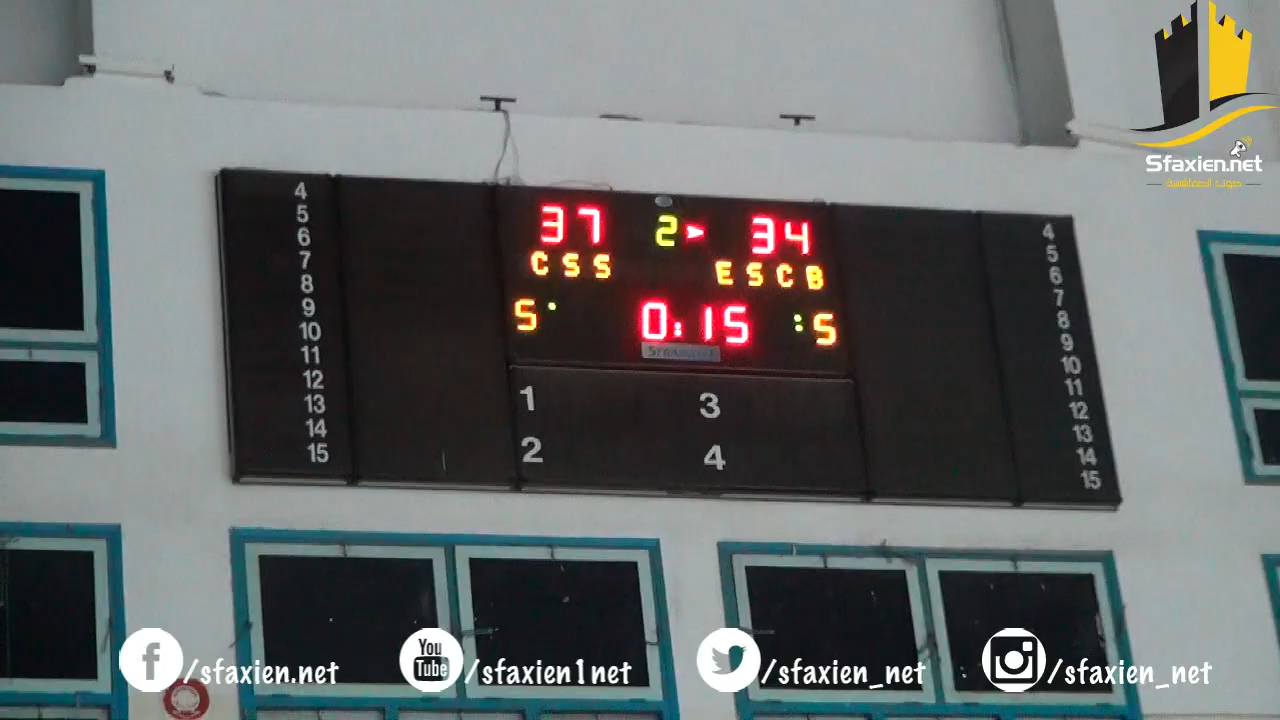 Sfaxien.net
صوت الصفاقسية
37 2 34
CSS ESCB
5 0:15 :5
4
5
6
7
8
9
10
11
12
13
14
15
1 3
2 4
4
5
6
7
8
9
10
11
12
13
14
15
/sfaxien.net
You Tube /sfaxien1net
/sfaxien_net
/sfaxien_net